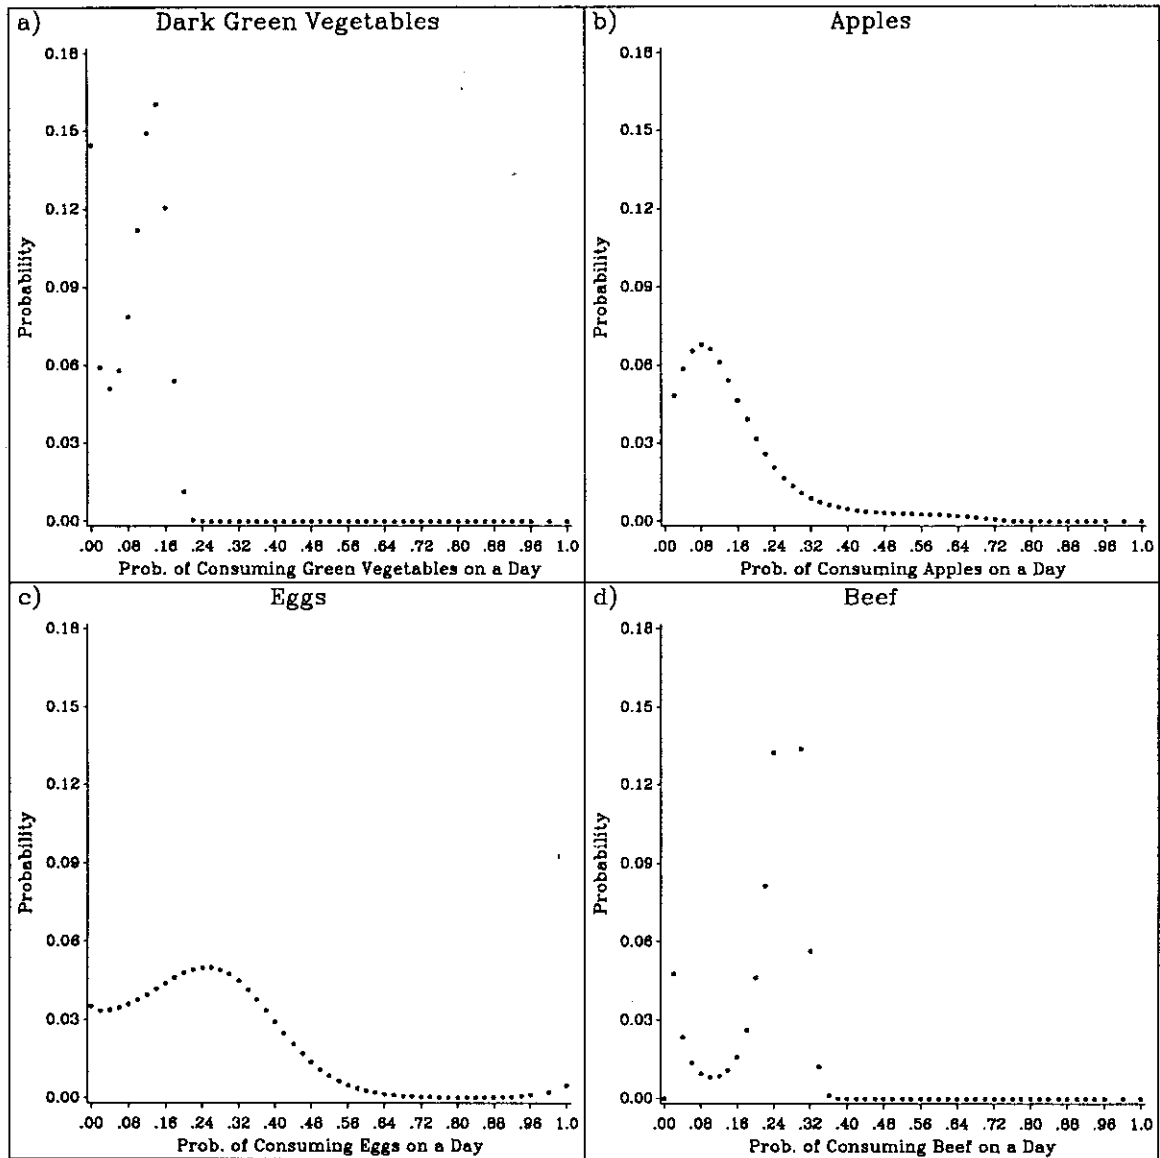 a) Dark Green Vegetables
0.18
0.15
0.12
0.09
0.06
0.03
0.00
Probability
.00 .08 .16 .24 .32 .40 .48 .56 .64 .72 .80 .88 .96 1.0
Prob. of Consuming Green Vegetables on a Day
b) Apples
0.18
0.15
0.12
0.09
0.06
0.03
0.00
Probability
.00 .08 .16 .24 .32 .40 .48 .56 .64 .72 .80 .88 .96 1.0
Prob. of Consuming Apples on a Day
c) Eggs
0.18
0.15
0.12
0.09
0.06
0.03
0.00
Probability
.00 .08 .16 .24 .32 .40 .48 .56 .64 .72 .80 .88 .96 1.0
Prob. of Consuming Eggs on a Day
d) Beef
0.18
0.15
0.12
0.09
0.06
0.03
0.00
Probability
.00 .08 .16 .24 .32 .40 .48 .56 .64 .72 .80 .88 .96 1.0
Prob. of Consuming Beef on a Day